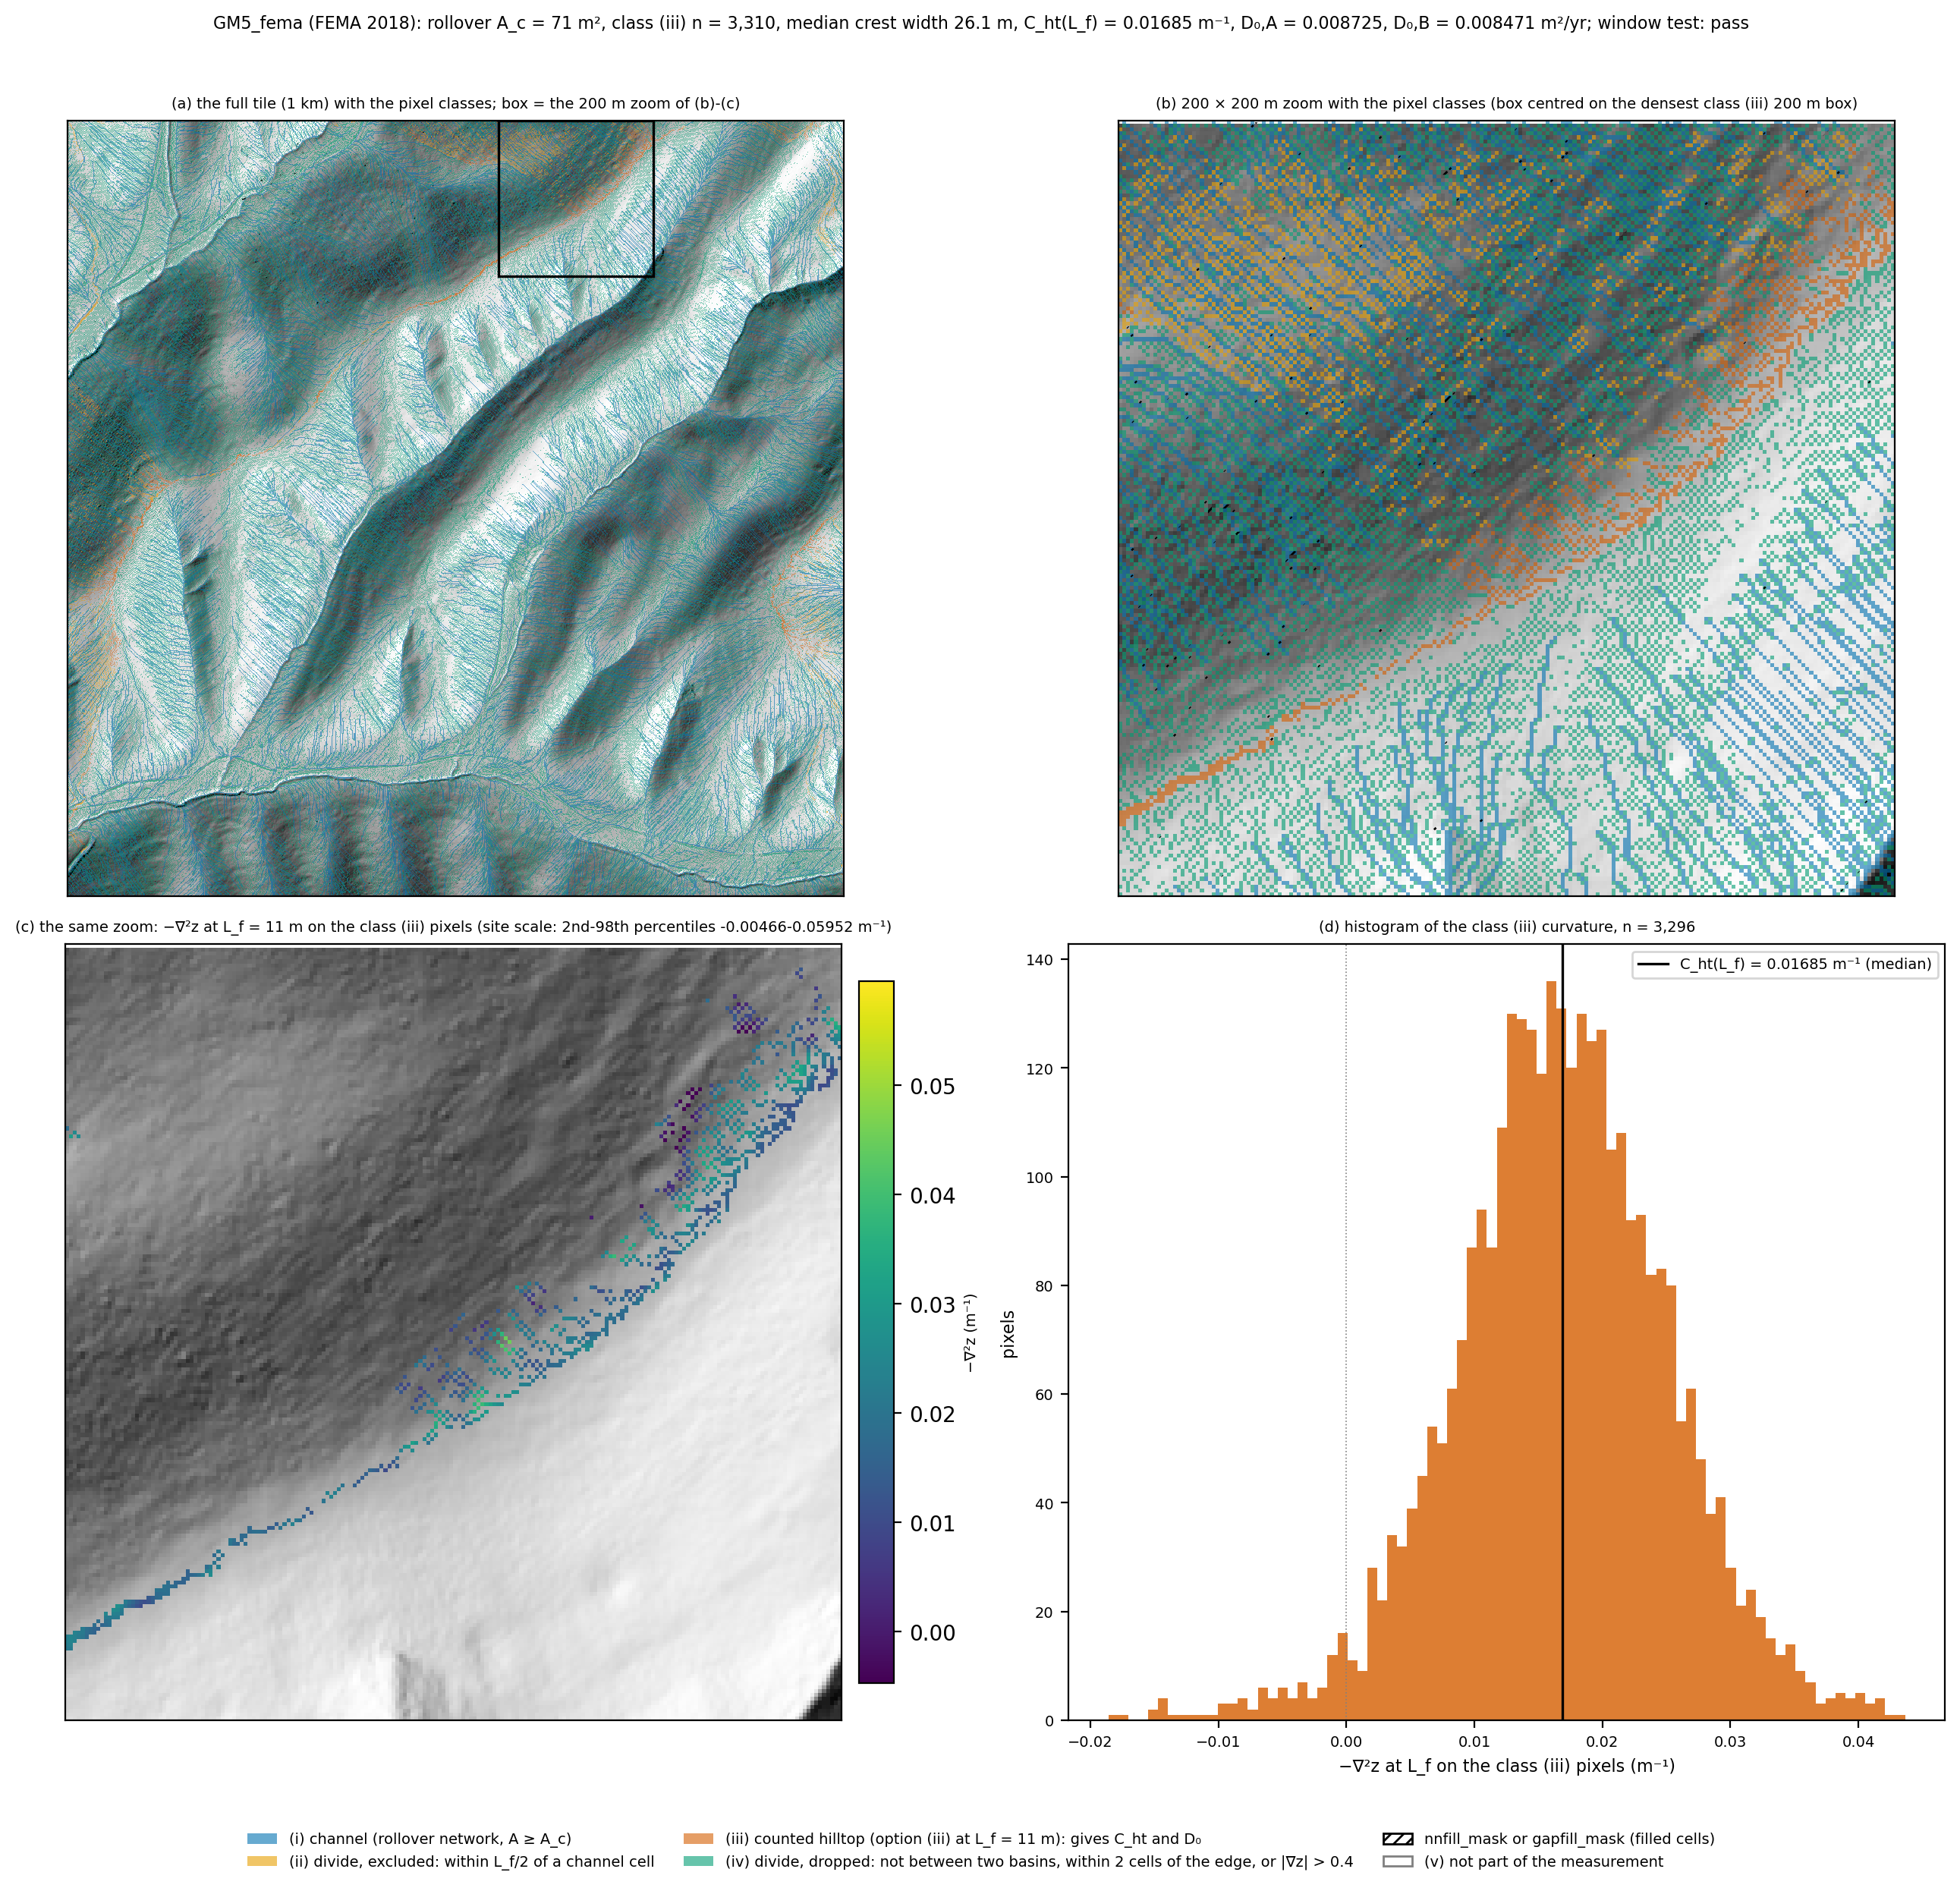 GM5_fema (FEMA 2018): rollover A_c = 71 m², class (iii) n = 3,310, median crest width 26.1 m, C_ht(L_f) = 0.01685 m⁻¹, D₀,A = 0.008725, D₀,B = 0.008471 m²/yr; window test: pass
(a) the full tile (1 km) with the pixel classes; box = the 200 m zoom of (b)-(c)
(b) 200 × 200 m zoom with the pixel classes (box centred on the densest class (iii) 200 m box)
(c) the same zoom: −∇²z at L_f = 11 m on the class (iii) pixels (site scale: 2nd-98th percentiles -0.00466-0.05952 m⁻¹)
0.05
0.04
0.03
0.02
0.01
0.00
−∇²z (m⁻¹)
(d) histogram of the class (iii) curvature, n = 3,296
C_ht(L_f) = 0.01685 m⁻¹ (median)
140
120
100
80
60
40
20
0
pixels
−0.02
−0.01
0.00
0.01
0.02
0.03
0.04
−∇²z at L_f on the class (iii) pixels (m⁻¹)
(i) channel (rollover network, A ≥ A_c)
(ii) divide, excluded: within L_f/2 of a channel cell
(iii) counted hilltop (option (iii) at L_f = 11 m): gives C_ht and D₀
(iv) divide, dropped: not between two basins, within 2 cells of the edge, or |∇z| > 0.4
nnfill_mask or gapfill_mask (filled cells)
(v) not part of the measurement